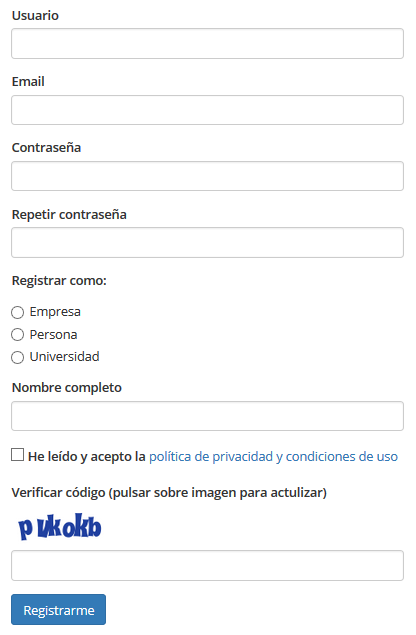 Usuario
Email
Contraseña
Repetir contraseña
Registrar como:
Empresa
Persona
Universidad
Nombre completo
He leído y acepto la política de privacidad y condiciones de uso
Verificar código (pulsar sobre imagen para actulizar)
Registrarme